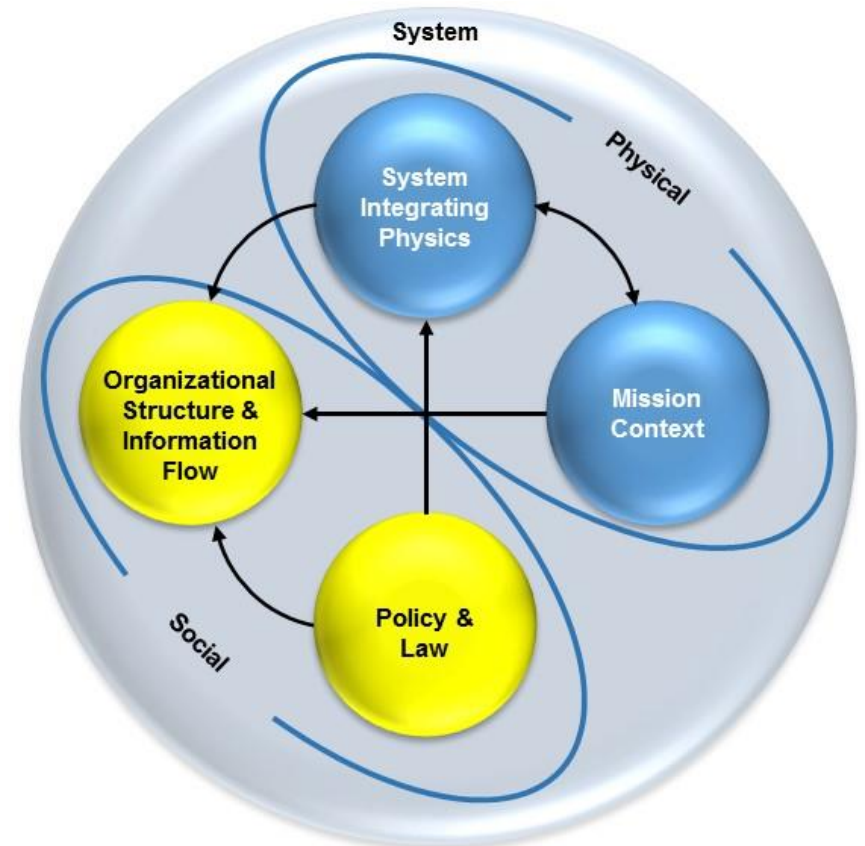 System
Physical
System
Integrating
Physics
Organizational
Structure &
Information
Flow
Mission
Context
Policy &
Law
Social